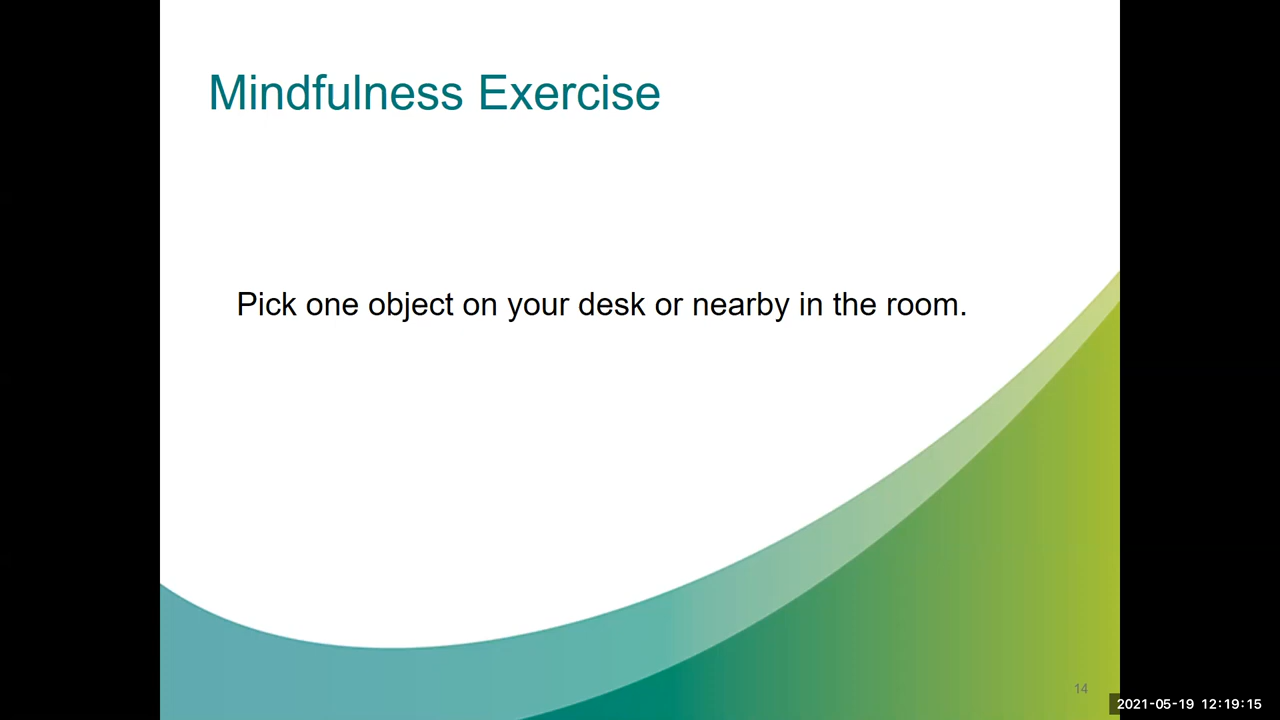 Mindfulness Exercise
Pick one object on your desk or nearby in the room.
14
2021-05-19 12:19:15